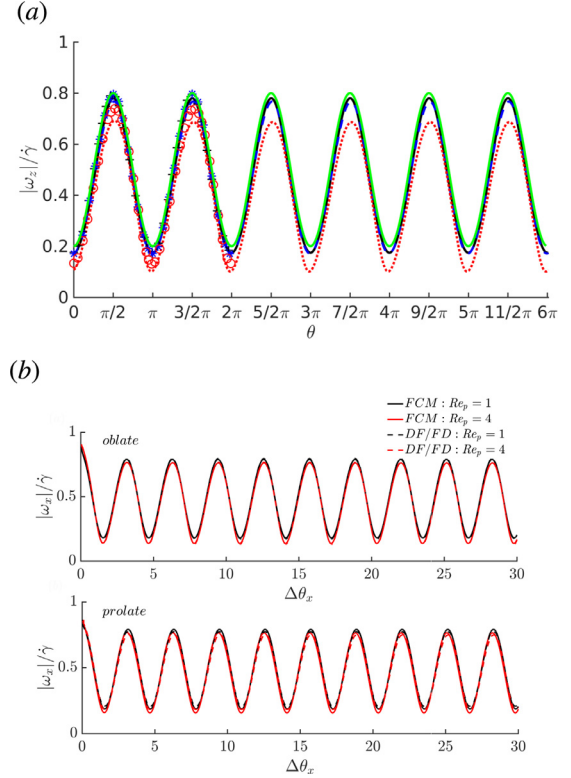 (a)
1
0.8
0.6
0.4
0.2
0
|ω_z|/γ̇
0 π/2 π 3/2π 2π 5/2π 3π 7/2π 4π 9/2π 5π 11/2π 6π
θ
(b)
FCM : Re_p = 1
FCM : Re_p = 4
DF/FD : Re_p = 1
DF/FD : Re_p = 4
1
oblate
0.5
0
|ω_x|/γ̇
0 5 10 15 20 25 30
Δθ_x
1
prolate
0.5
0
|ω_x|/γ̇
0 5 10 15 20 25 30
Δθ_x